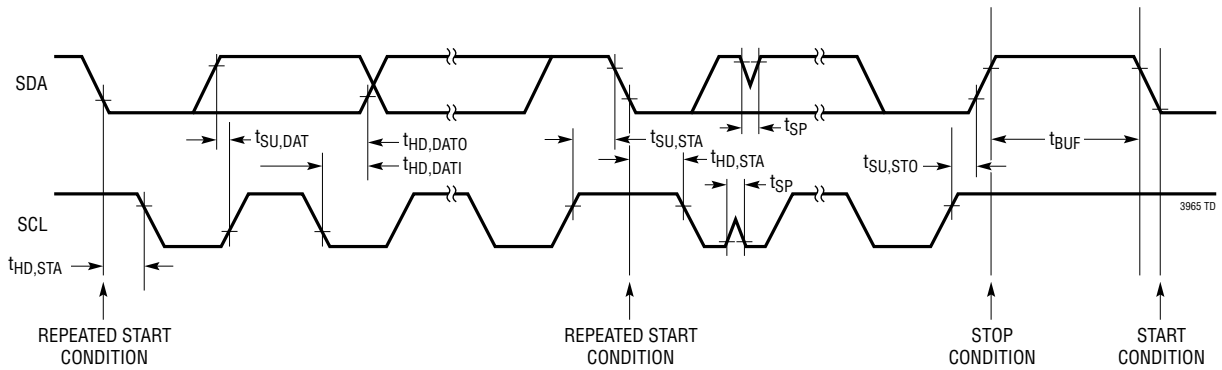 SDA
tSU,DAT
tHD,DATO
tHD,DATI
tSU,STA
tHD,STA
tSP
tSP
tSU,STO
tBUF
3965 TD
SCL
tHD,STA
REPEATED START
CONDITION
REPEATED START
CONDITION
STOP
CONDITION
START
CONDITION